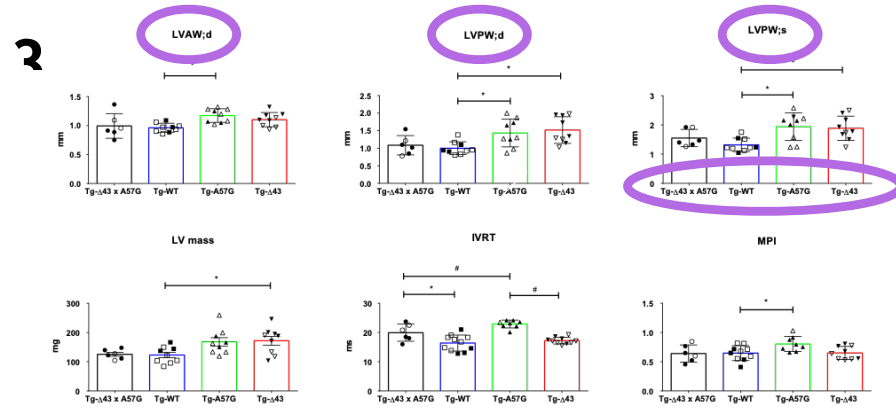 3
LVAW;d
LVPW;d
LVPW;s
*
*
*
*
mm
1.5
1.0
0.5
0.0
Tg-Δ43 x A57G Tg-WT Tg-A57G Tg-Δ43
mm
2.5
2.0
1.5
1.0
0.5
0.0
Tg-Δ43 x A57G Tg-WT Tg-A57G Tg-Δ43
mm
3
2
1
0
Tg-Δ43 x A57G Tg-WT Tg-A57G Tg-Δ43
LV mass
IVRT
MPI
*
mg
300
200
100
0
Tg-Δ43 x A57G Tg-WT Tg-A57G Tg-Δ43
#
*
#
ms
30
20
10
0
Tg-Δ43 x A57G Tg-WT Tg-A57G Tg-Δ43
*
1.5
1.0
0.5
0.0
Tg-Δ43 x A57G Tg-WT Tg-A57G Tg-Δ43